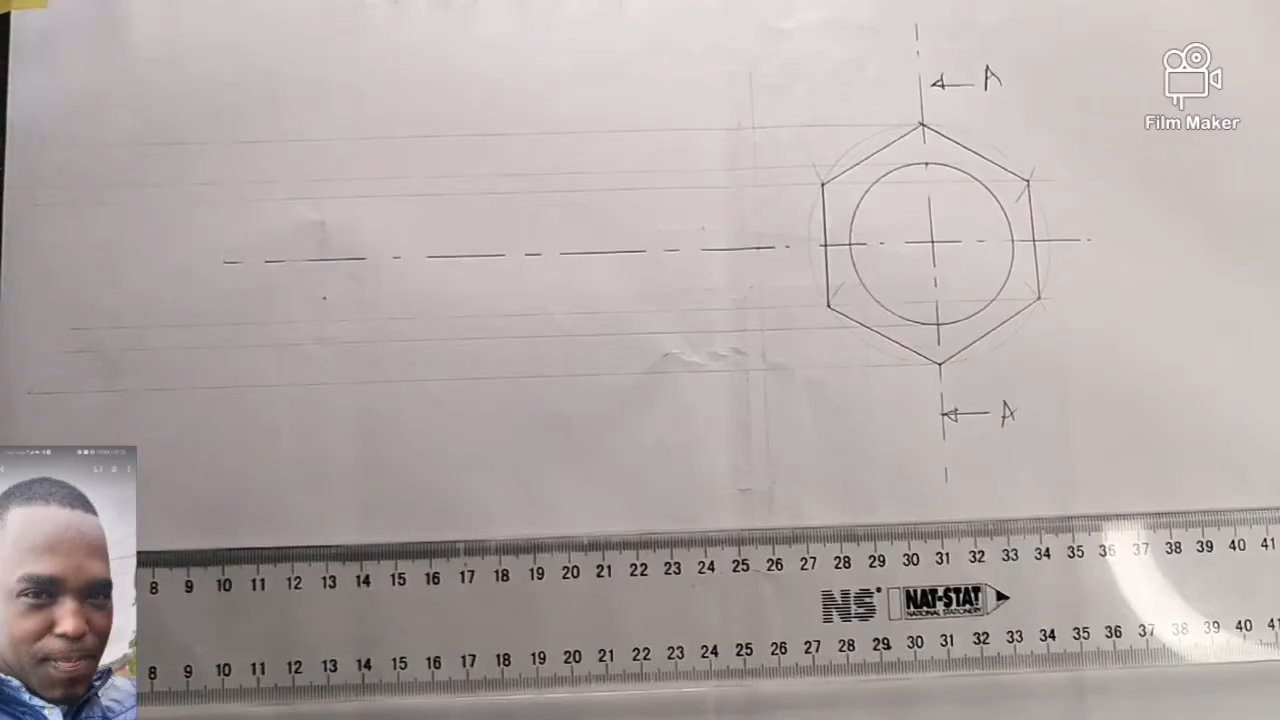 A
Film Maker
A
8 9 10 11 12 13 14 15 16 17 18 19 20 21 22 23 24 25 26 27 28 29 30 31 32 33 34 35 36 37 38 39 40 41
NS NAT-STAT
NATIONAL STATIONERY
8 9 10 11 12 13 14 15 16 17 18 19 20 21 22 23 24 25 26 27 28 29 30 31 32 33 34 35 36 37 38 39 40 41